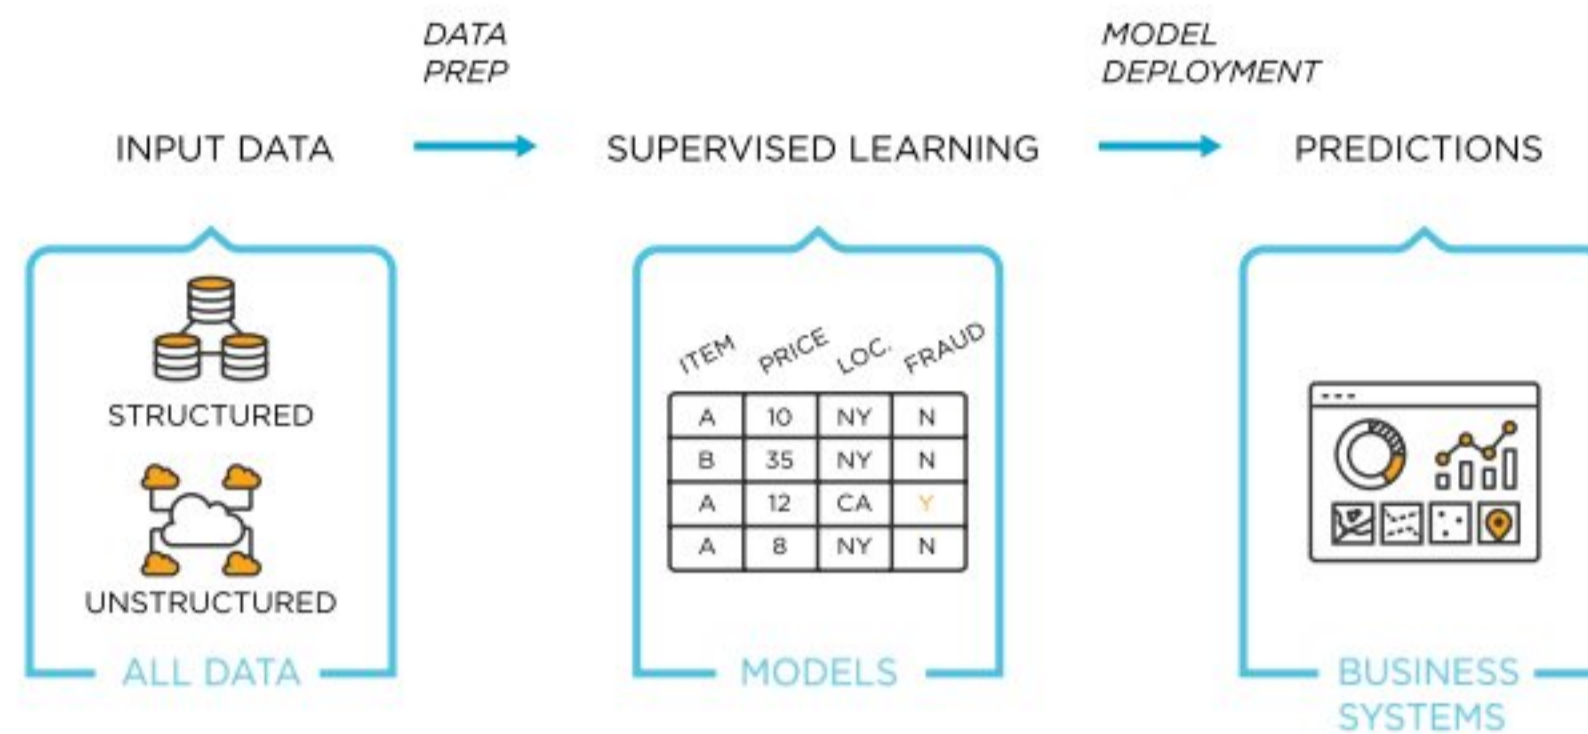 DATA
PREP
MODEL
DEPLOYMENT
INPUT DATA
SUPERVISED LEARNING
PREDICTIONS
STRUCTURED
UNSTRUCTURED
ALL DATA
ITEM PRICE LOC. FRAUD
A 10 NY N
B 35 NY N
A 12 CA Y
A 8 NY N
MODELS
BUSINESS
SYSTEMS